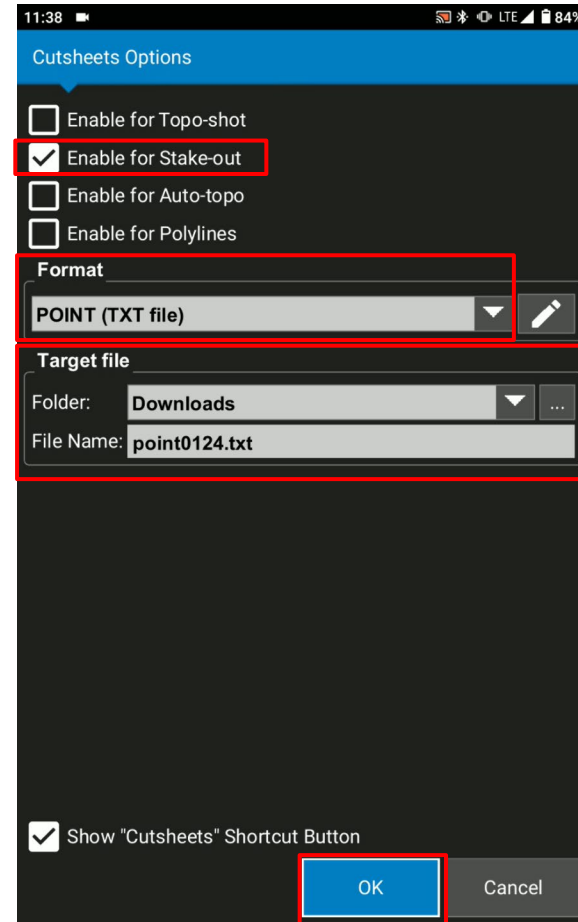 11:38 LTE 84%
Cutsheets Options
Enable for Topo-shot
Enable for Stake-out
Enable for Auto-topo
Enable for Polylines
Format
POINT (TXT file)
Target file
Folder: Downloads ...
File Name: point0124.txt
Show "Cutsheets" Shortcut Button
OK Cancel